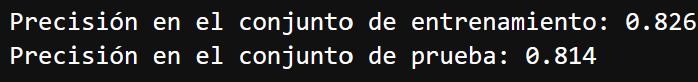 Precisión en el conjunto de entrenamiento: 0.826
Precisión en el conjunto de prueba: 0.814